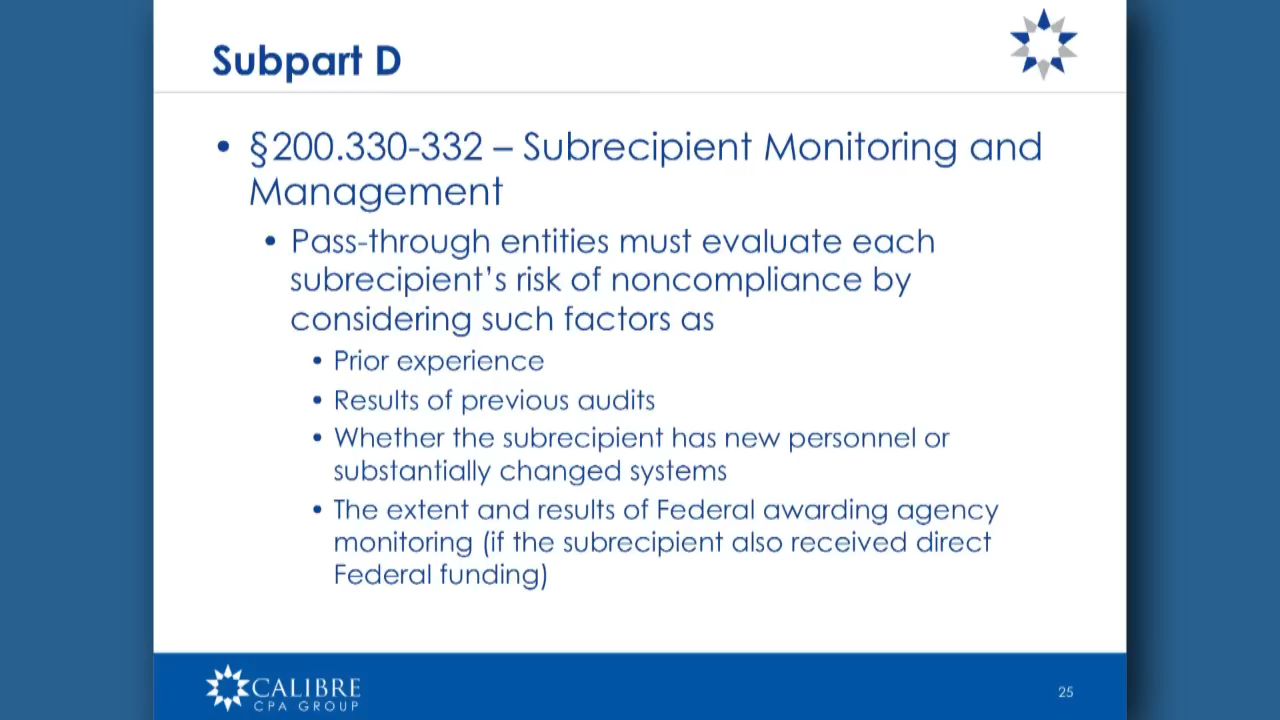 Subpart D
• §200.330-332 – Subrecipient Monitoring and
Management
• Pass-through entities must evaluate each
subrecipient’s risk of noncompliance by
considering such factors as
• Prior experience
• Results of previous audits
• Whether the subrecipient has new personnel or
substantially changed systems
• The extent and results of Federal awarding agency
monitoring (if the subrecipient also received direct
Federal funding)
CALIBRE
CPA GROUP
25